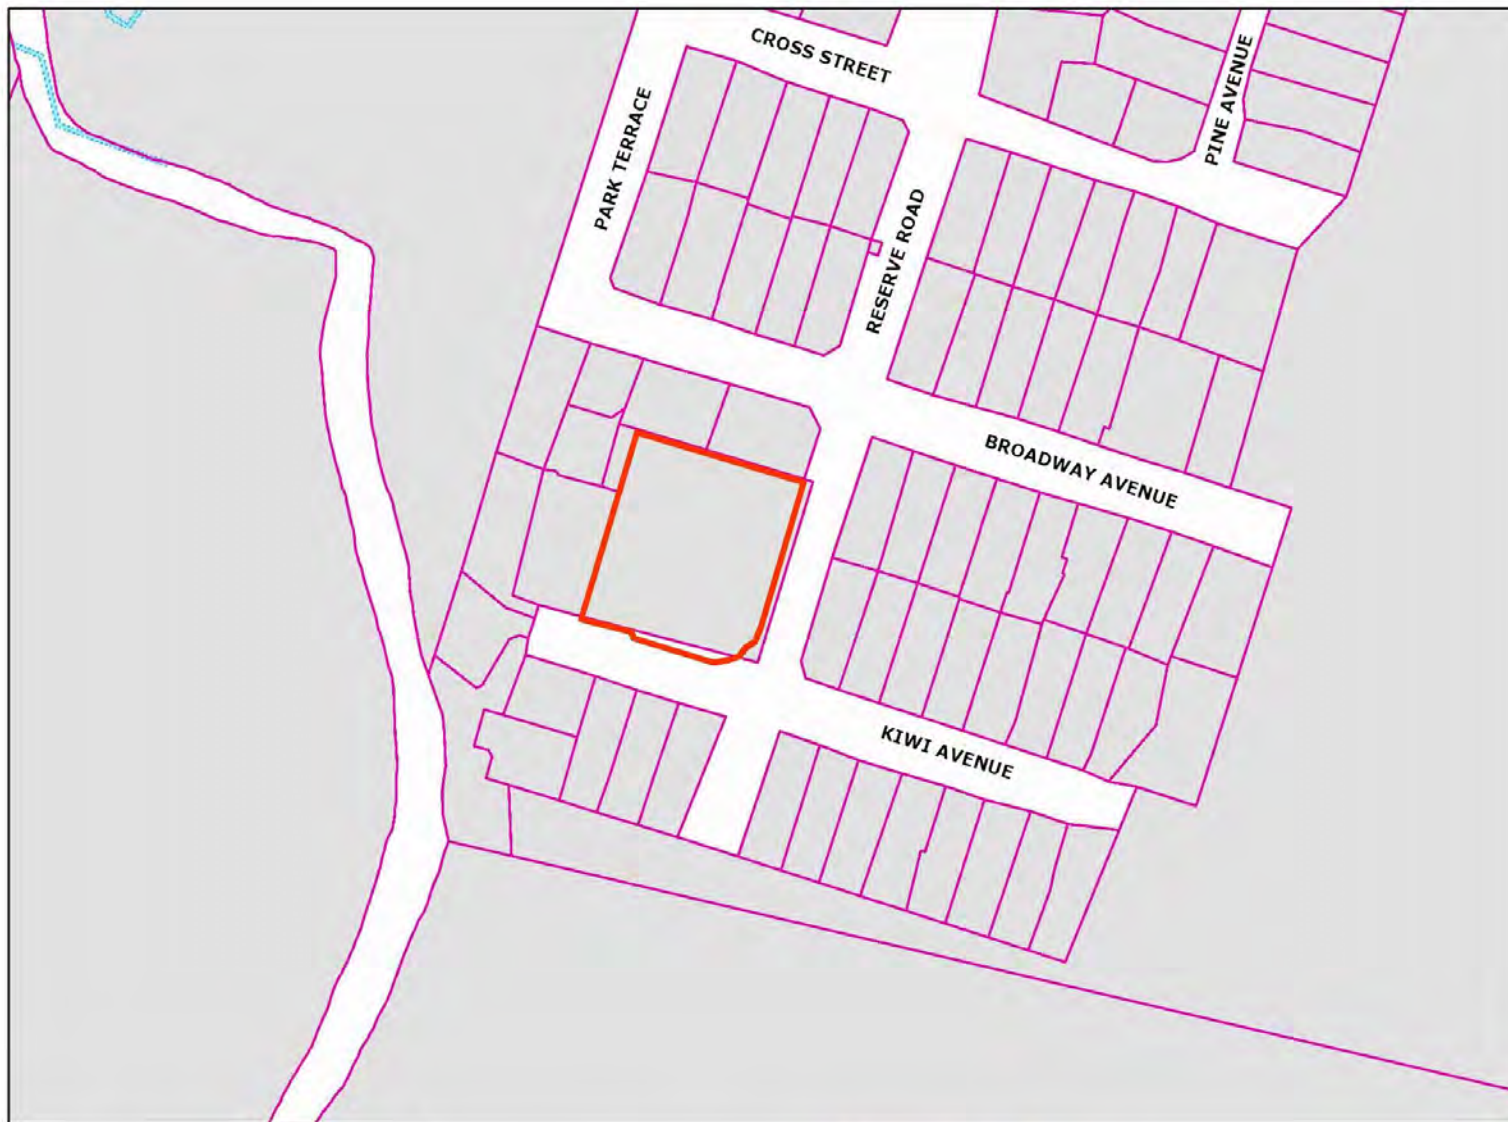 CROSS STREET
PINE AVENUE
PARK TERRACE
RESERVE ROAD
BROADWAY AVENUE
KIWI AVENUE